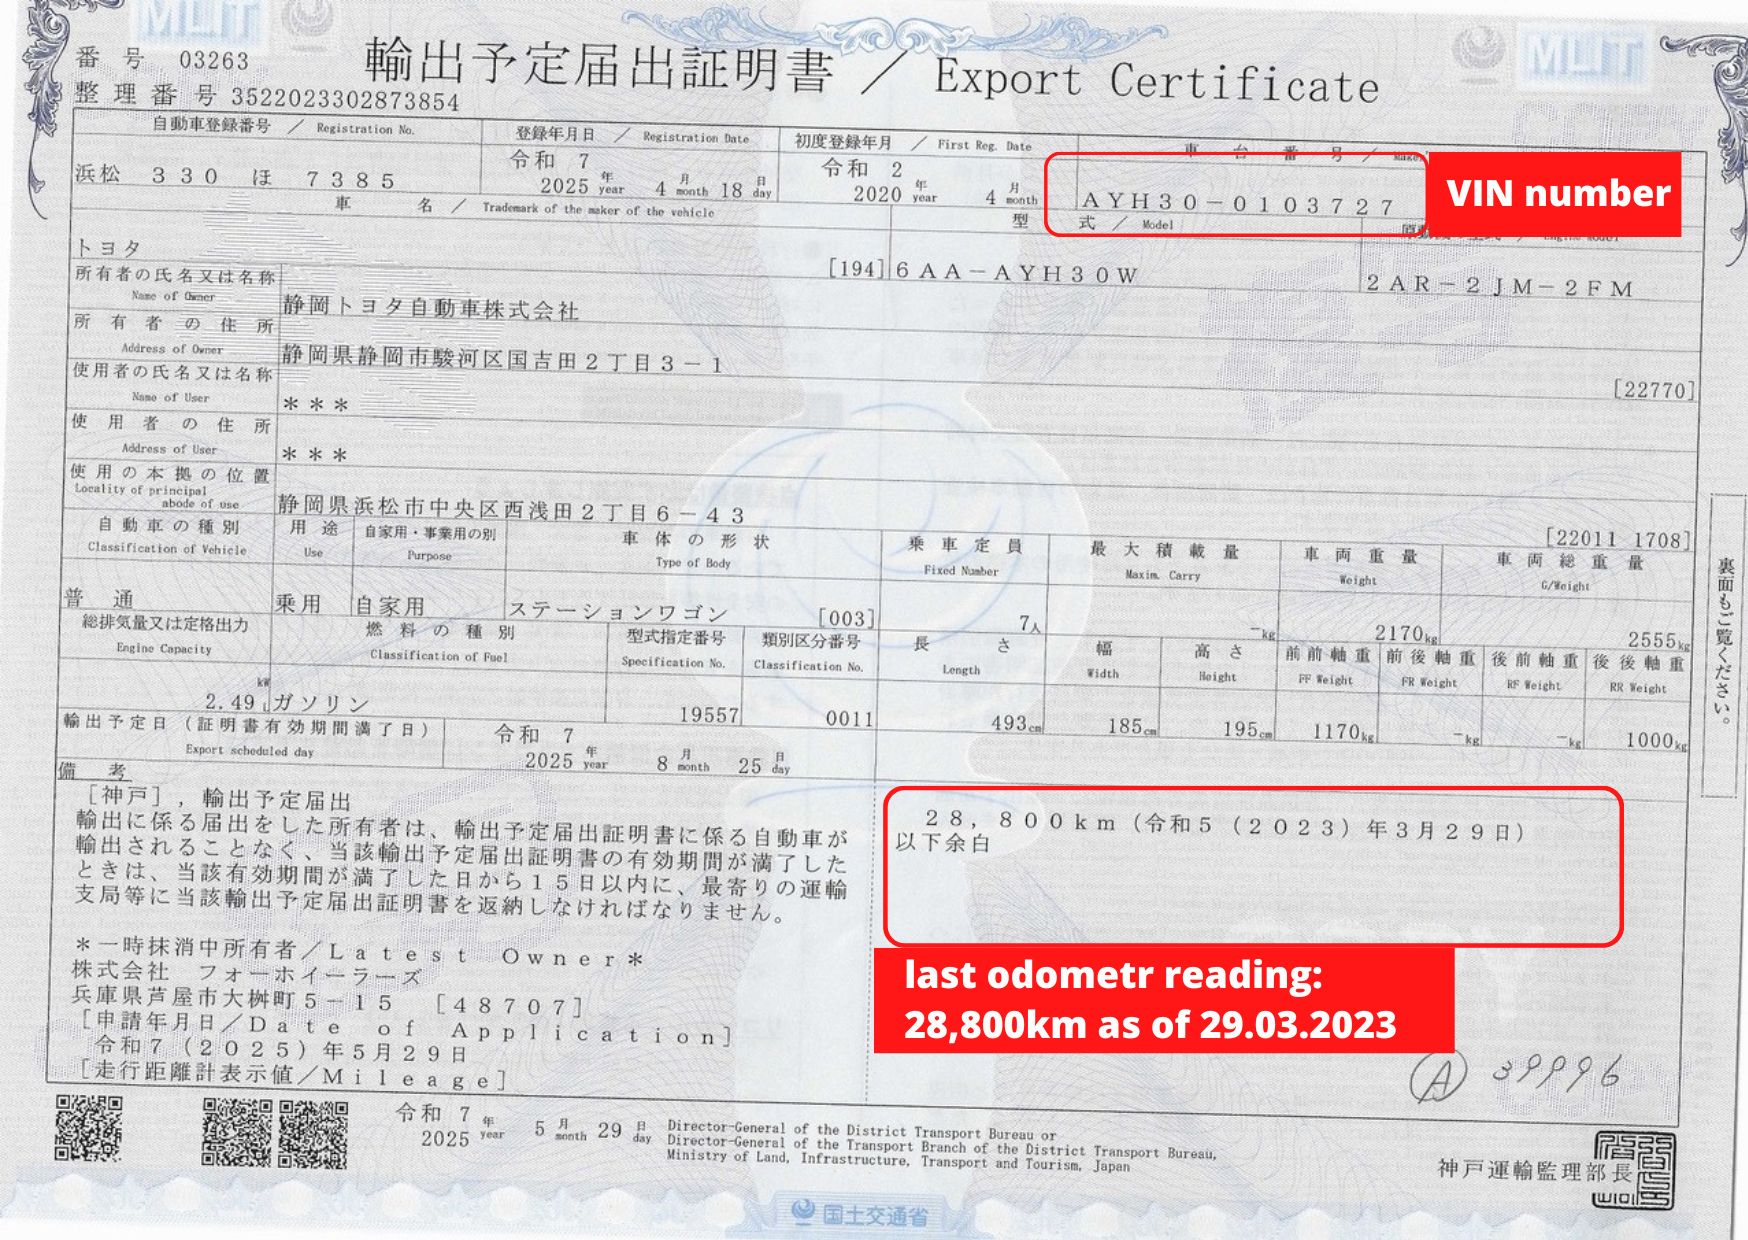 MLIT
MLIT
番号 03263
輸出予定届出証明書 ／ Export Certificate
整理番号 3522023302873854
自動車登録番号 ／ Registration No.
登録年月日 ／ Registration Date
初度登録年月 ／ First Reg. Date
車台番号 ／
浜松 330 ほ 7385
令和 7
2025 年 year 4 月 month 18 日 day
令和 2
2020 年 year 4 月 month
AYH30-0103727
VIN number
車名 ／ Trademark of the maker of the vehicle
型式 ／ Model
トヨタ [194]
6AA-AYH30W
2AR-2JM-2FM
所有者の氏名又は名称
Name of Owner
静岡トヨタ自動車株式会社
所有者の住所
Address of Owner
静岡県静岡市駿河区国吉田2丁目3-1
[22770]
使用者の氏名又は名称
Name of User
***
使用者の住所
Address of User
***
使用の本拠の位置
Locality of principal
abode of use
静岡県浜松市中央区西浅田2丁目6-43
[22011 1708]
自動車の種別
Classification of Vehicle
用途
Use
自家用・事業用の別
Purpose
車体の形状
Type of Body
乗車定員
Fixed Number
最大積載量
Maxim. Carry
車両重量
Weight
車両総重量
G/Weight
普通
乗用
自家用
ステーションワゴン [003]
7人
-kg
2170kg
2555kg
総排気量又は定格出力
Engine Capacity
燃料の種別
Classification of Fuel
型式指定番号
Specification No.
類別区分番号
Classification No.
長さ
Length
幅
Width
高さ
Height
前前軸重
FF Weight
前後軸重
FR Weight
後前軸重
RF Weight
後後軸重
RR Weight
kW
2.49 L
ガソリン
19557
0011
493cm
185cm
195cm
1170kg
-kg
-kg
1000kg
輸出予定日（証明書有効期間満了日）
Export scheduled day
令和 7
2025 年 year 8 月 month 25 日 day
備考
[神戸]，輸出予定届出
輸出に係る届出をした所有者は、輸出予定届出証明書に係る自動車が
輸出されることなく、当該輸出予定届出証明書の有効期間が満了した
ときは、当該有効期間が満了した日から15日以内に、最寄りの運輸
支局等に当該輸出予定届出証明書を返納しなければなりません。
*一時抹消中所有者／Latest Owner*
株式会社 フォーホイーラーズ
兵庫県芦屋市大桝町5-15 [48707]
[申請年月日／Date of Application]
令和7（2025）年5月29日
[走行距離計表示値／Mileage]
28,800km（令和5（2023）年3月29日）
以下余白
last odometr reading:
28,800km as of 29.03.2023
A 39996
裏面もご覧ください。
令和 7
2025 年 year 5 月 month 29 日 day
Director-General of the District Transport Bureau or
Director-General of the Transport Branch of the District Transport Bureau,
Ministry of Land, Infrastructure, Transport and Tourism, Japan
神戸運輸監理部長
国土交通省